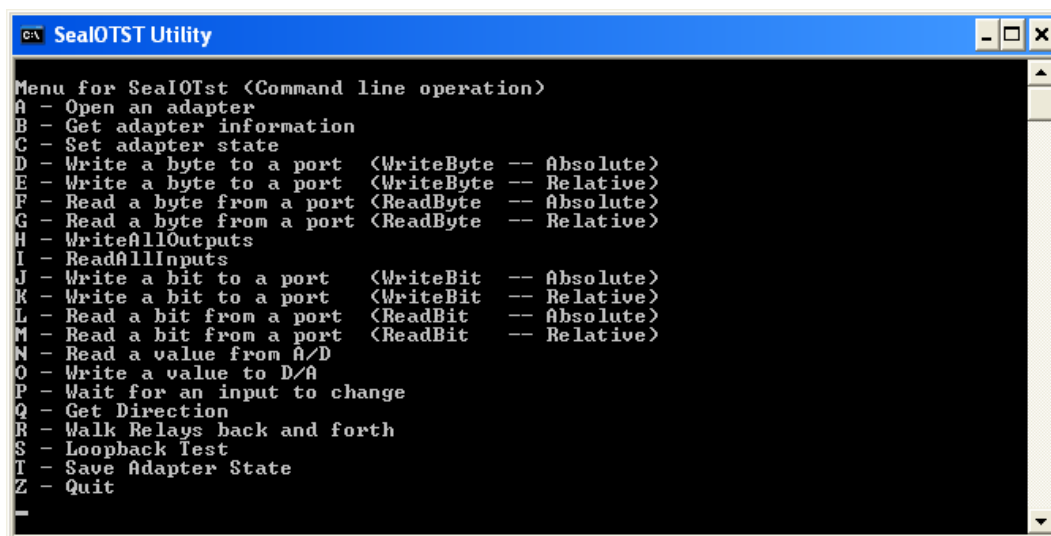 SeaIOTST Utility
Menu for SeaIOTst (Command line operation)
A - Open an adapter
B - Get adapter information
C - Set adapter state
D - Write a byte to a port  (WriteByte -- Absolute)
E - Write a byte to a port  (WriteByte -- Relative)
F - Read a byte from a port (ReadByte  -- Absolute)
G - Read a byte from a port (ReadByte  -- Relative)
H - WriteAllOutputs
I - ReadAllInputs
J - Write a bit to a port   (WriteBit  -- Absolute)
K - Write a bit to a port   (WriteBit  -- Relative)
L - Read a bit from a port  (ReadBit   -- Absolute)
M - Read a bit from a port  (ReadBit   -- Relative)
N - Read a value from A/D
O - Write a value to D/A
P - Wait for an input to change
Q - Get Direction
R - Walk Relays back and forth
S - Loopback Test
T - Save Adapter State
Z - Quit